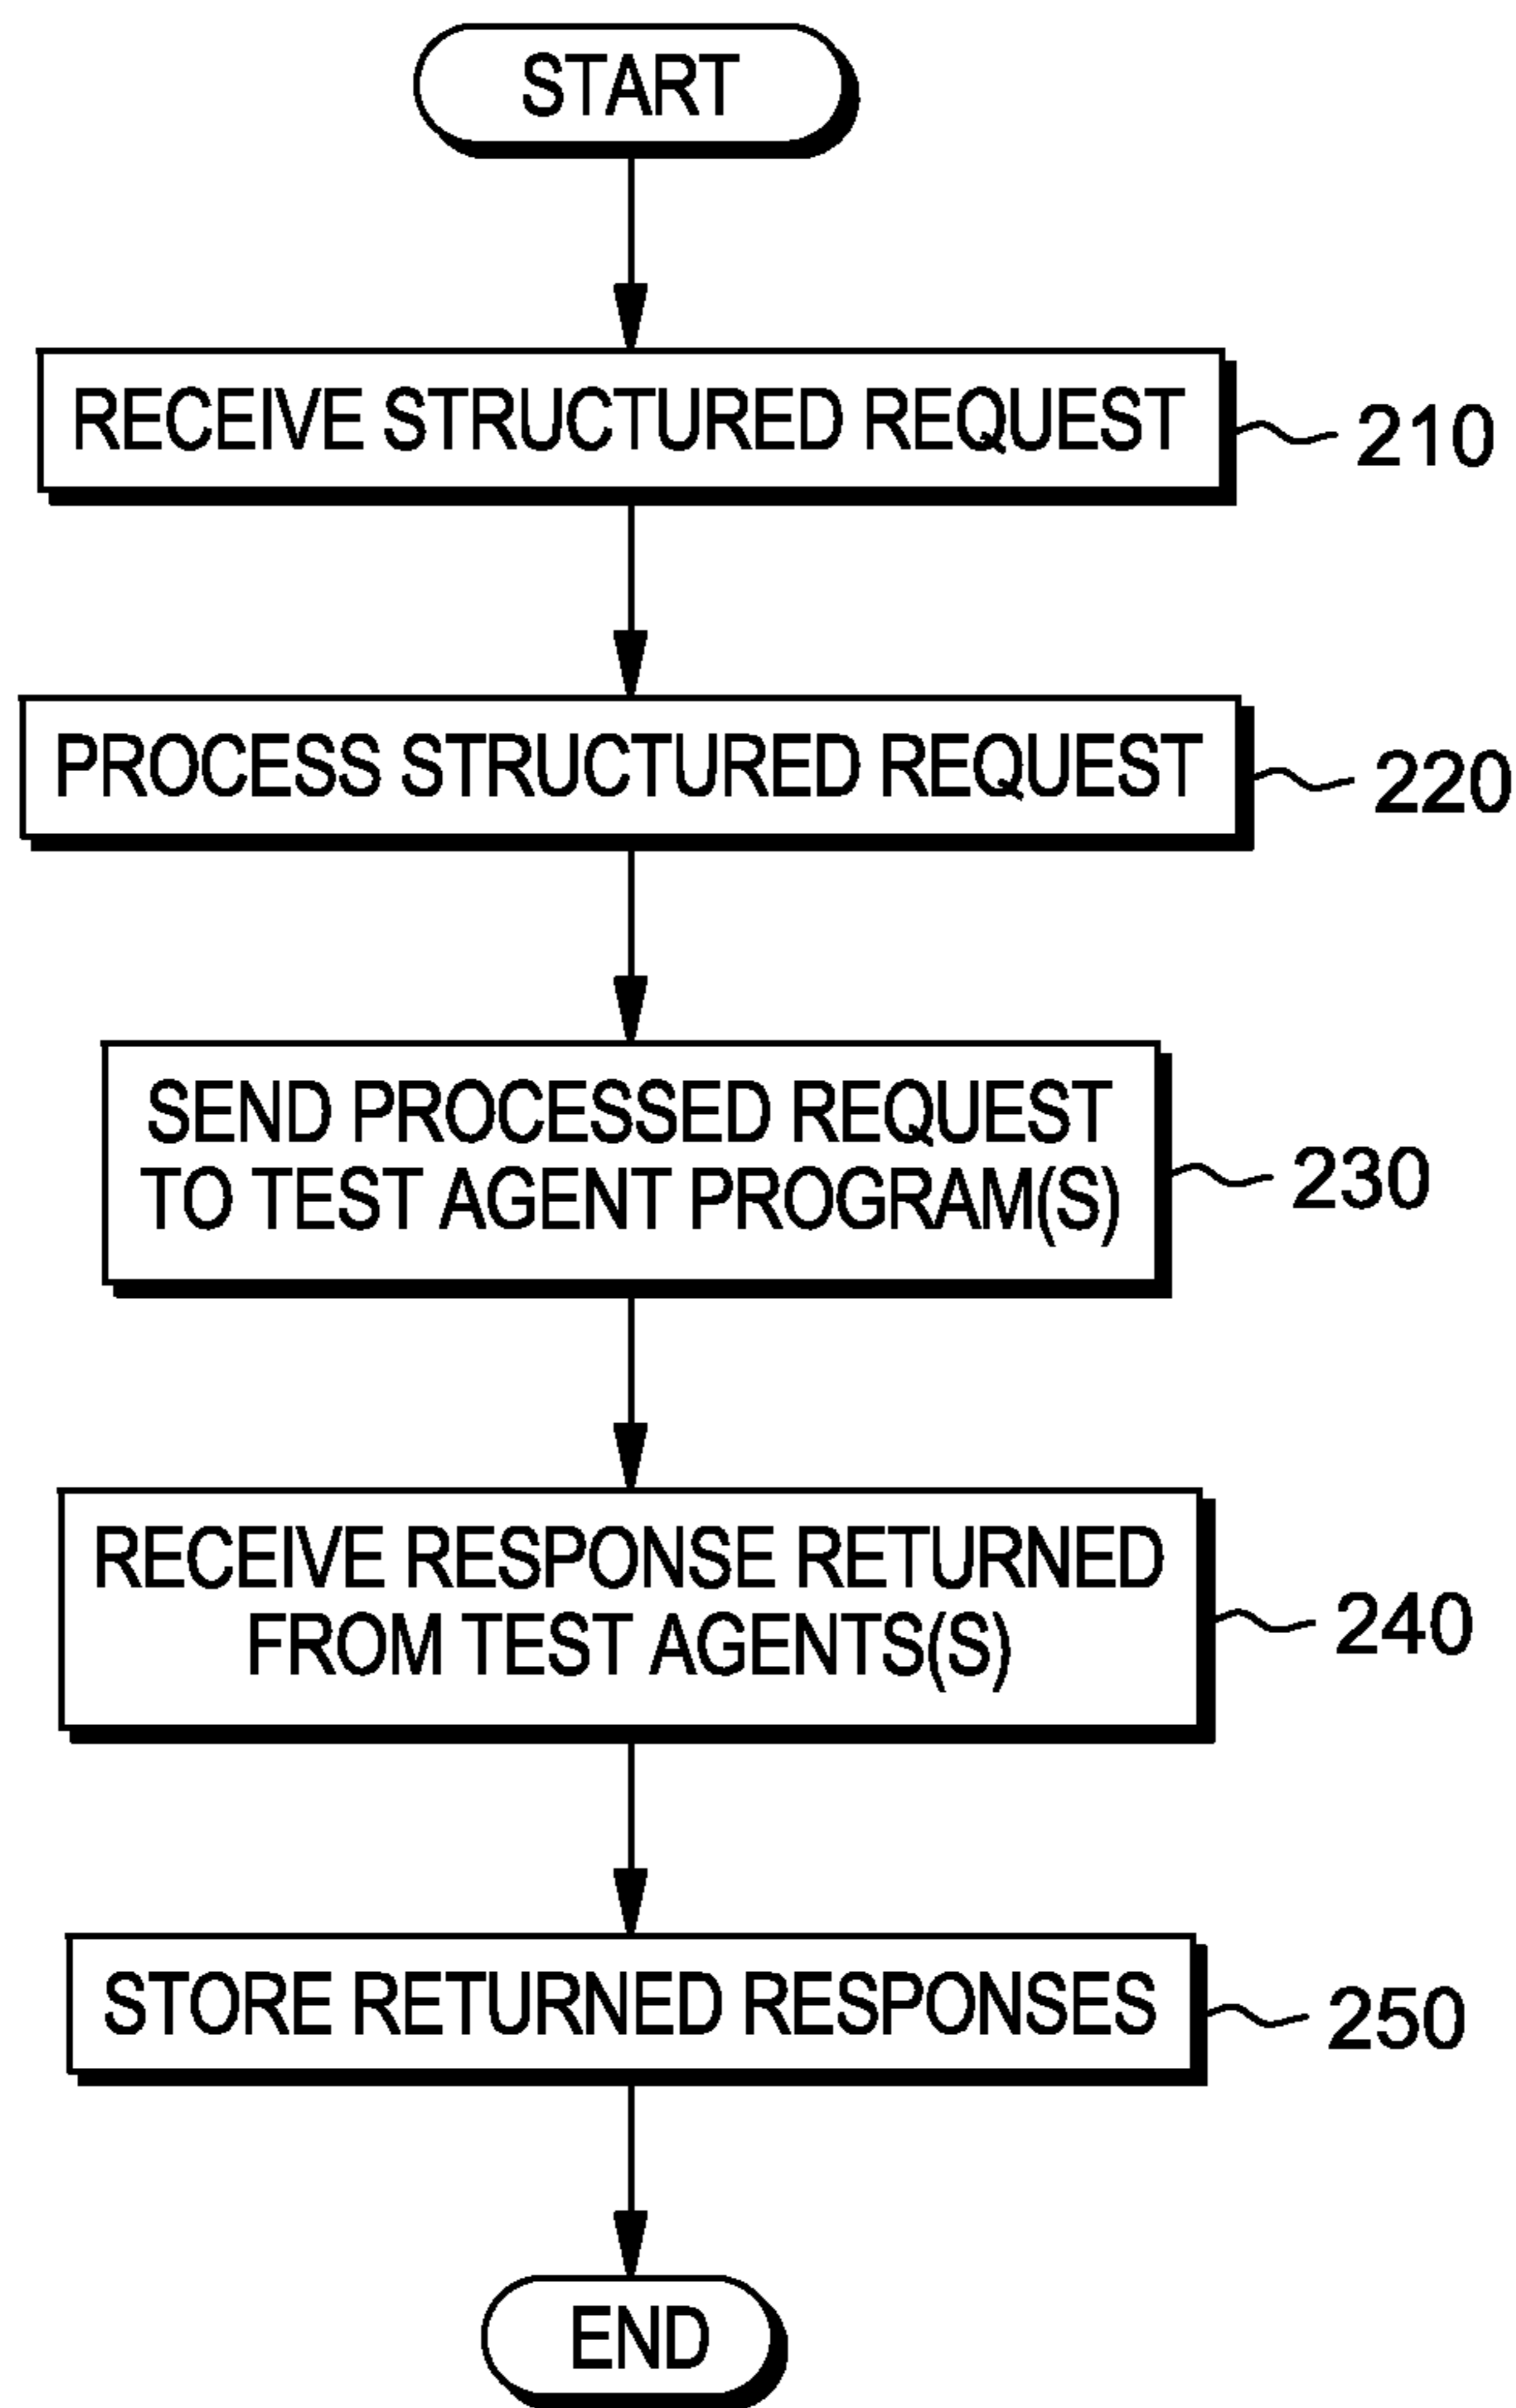 START
RECEIVE STRUCTURED REQUEST
210
PROCESS STRUCTURED REQUEST
220
SEND PROCESSED REQUEST
TO TEST AGENT PROGRAM(S)
230
RECEIVE RESPONSE RETURNED
FROM TEST AGENTS(S)
240
STORE RETURNED RESPONSES
250
END